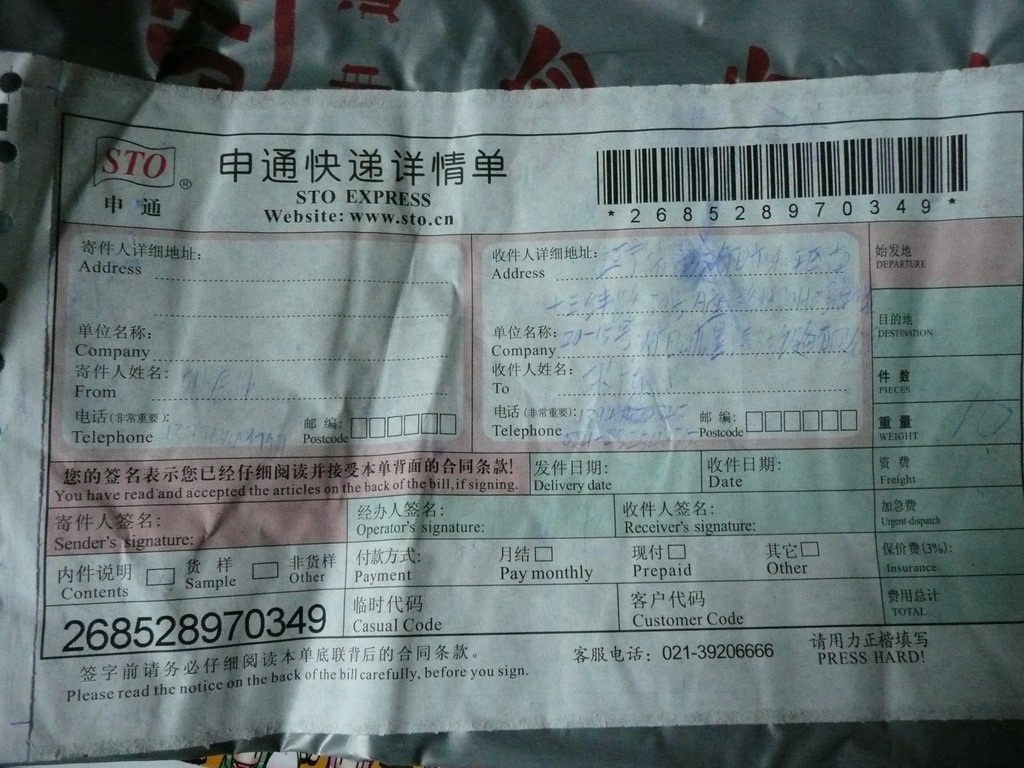 STO ®
申通
申通快递详情单
STO EXPRESS
Website: www.sto.cn
*268528970349*
寄件人详细地址:
Address
单位名称:
Company
寄件人姓名:
From
电话(非常重要):
Telephone
邮 编:
Postcode
收件人详细地址:
Address
单位名称:
Company
收件人姓名:
To
电话(非常重要):
Telephone
邮 编:
Postcode
始发地
DEPARTURE
目的地
DESTINATION
件 数
PIECES
重 量
WEIGHT
资 费
Freight
加急费
Urgent-dispatch
保价费(3%):
Insurance
费用总计
TOTAL
您的签名表示您已经仔细阅读并接受本单背面的合同条款!
You have read and accepted the articles on the back of the bill, if signing.
发件日期:
Delivery date
收件日期:
Date
寄件人签名:
Sender's signature:
经办人签名:
Operator's signature:
收件人签名:
Receiver's signature:
内件说明
Contents
货 样
Sample
非货样
Other
付款方式:
Payment
月结
Pay monthly
现付
Prepaid
其它
Other
268528970349
临时代码
Casual Code
客户代码
Customer Code
签字前请务必仔细阅读本单底联背后的合同条款。
Please read the notice on the back of the bill carefully, before you sign.
客服电话: 021-39206666
请用力正楷填写
PRESS HARD!